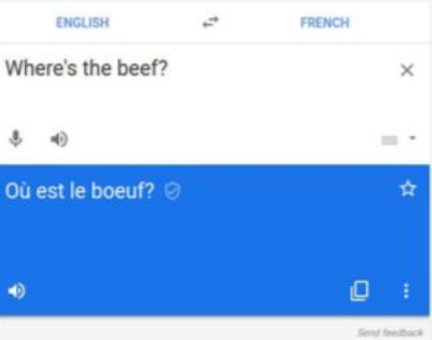 ENGLISH FRENCH
Where's the beef?
Où est le boeuf?
Send feedback